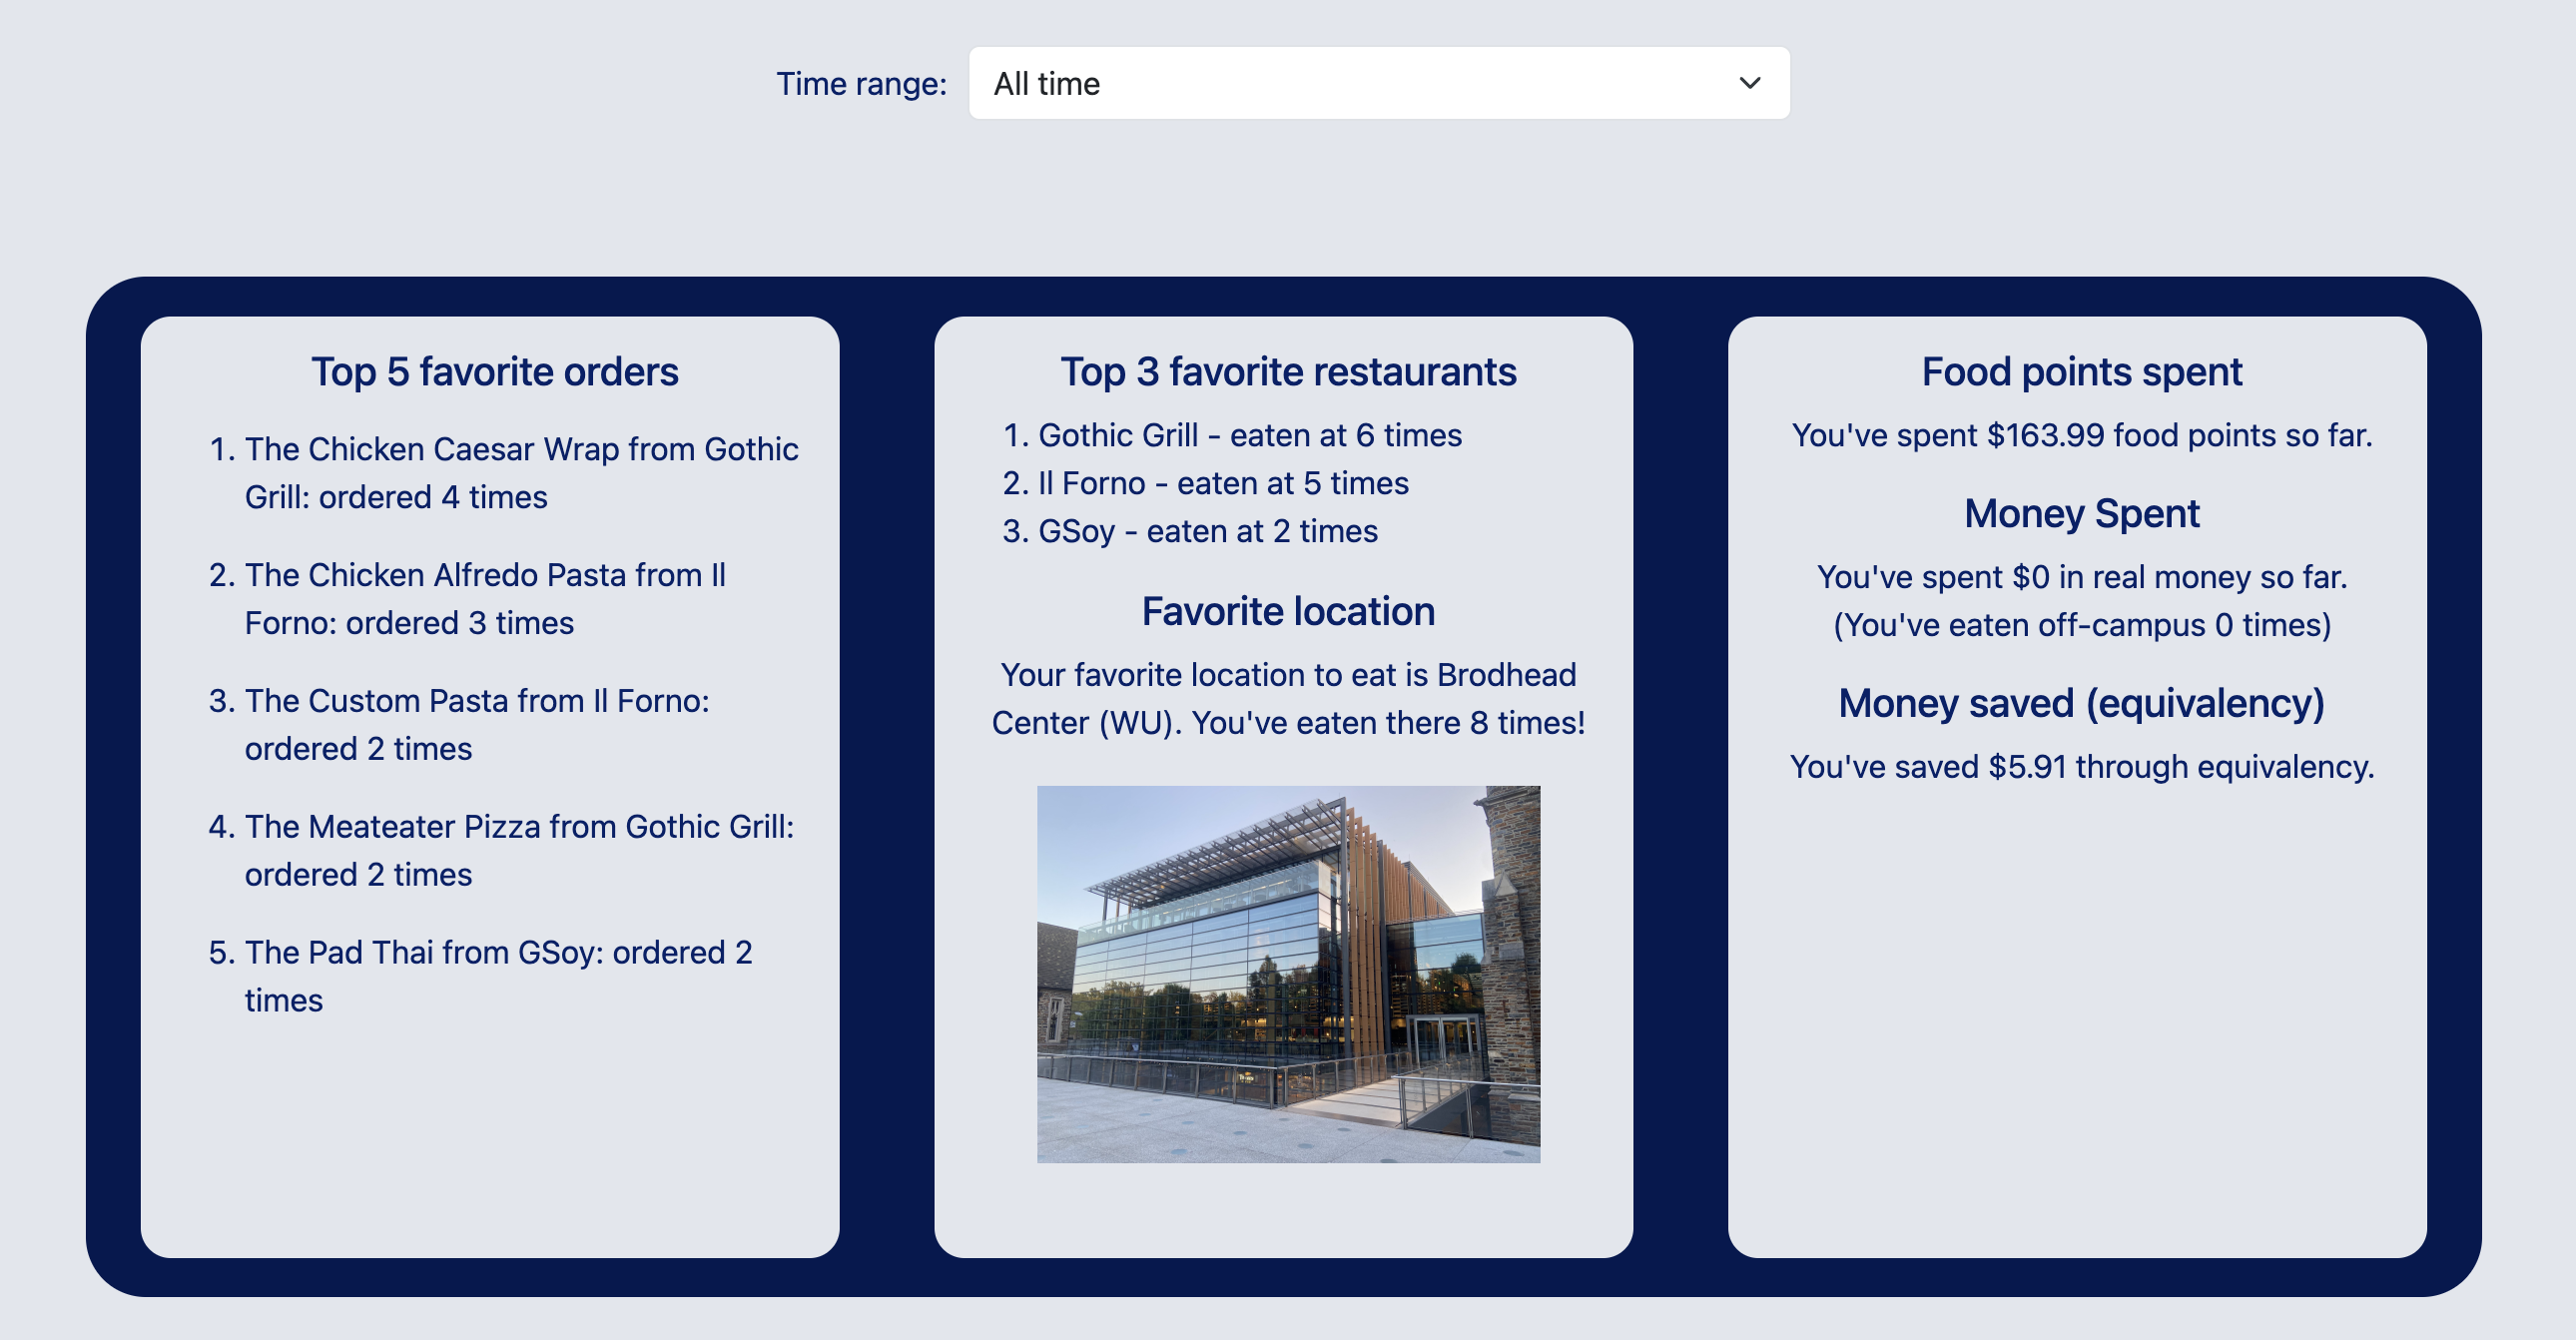 Time range:
All time
Top 5 favorite orders
1. The Chicken Caesar Wrap from Gothic
Grill: ordered 4 times
2. The Chicken Alfredo Pasta from Il
Forno: ordered 3 times
3. The Custom Pasta from Il Forno:
ordered 2 times
4. The Meateater Pizza from Gothic Grill:
ordered 2 times
5. The Pad Thai from GSoy: ordered 2
times
Top 3 favorite restaurants
1. Gothic Grill - eaten at 6 times
2. Il Forno - eaten at 5 times
3. GSoy - eaten at 2 times
Favorite location
Your favorite location to eat is Brodhead
Center (WU). You've eaten there 8 times!
Food points spent
You've spent $163.99 food points so far.
Money Spent
You've spent $0 in real money so far.
(You've eaten off-campus 0 times)
Money saved (equivalency)
You've saved $5.91 through equivalency.